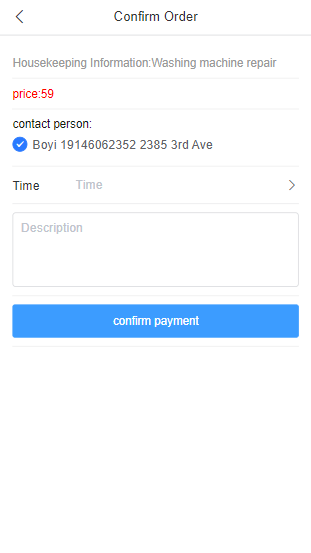 Confirm Order
Housekeeping Information:Washing machine repair
price:59
contact person:
Boyi 19146062352 2385 3rd Ave
Time Time
Description
confirm payment